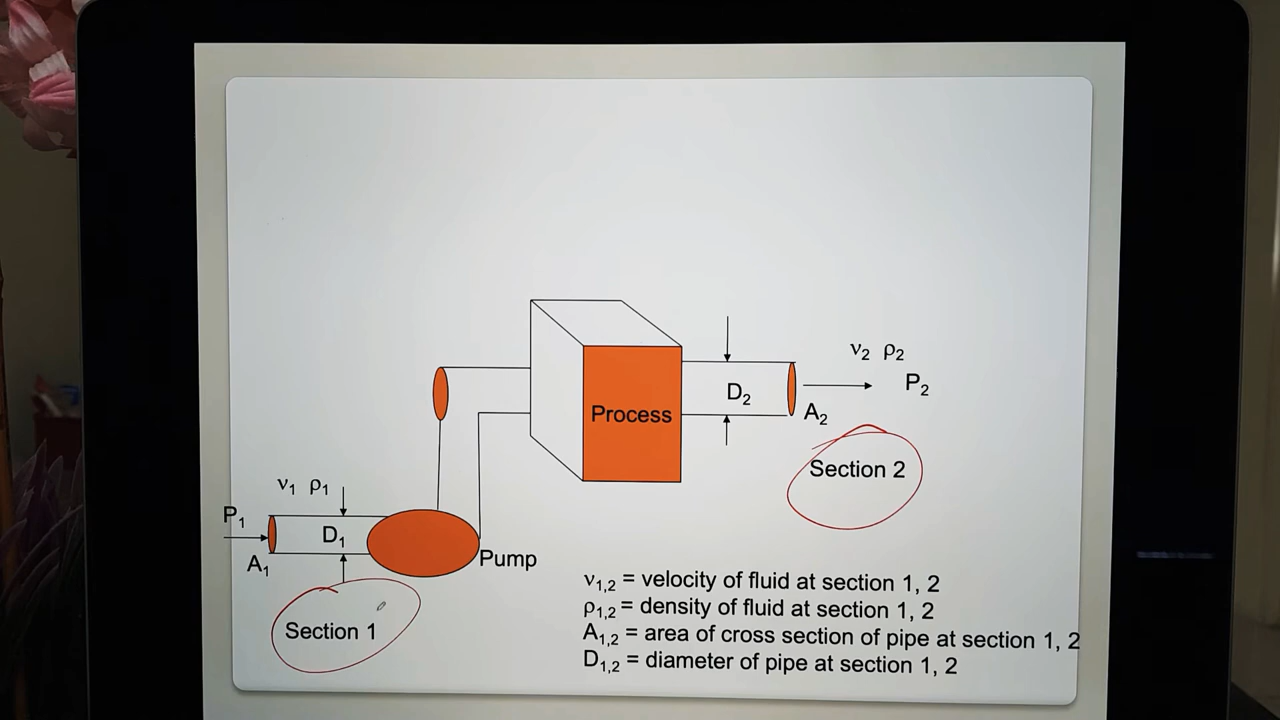 ν₂ ρ₂
P₂
D₂
A₂
Process
Section 2
ν₁ ρ₁
P₁
D₁
A₁
Pump
Section 1
ν₁,₂ = velocity of fluid at section 1, 2
ρ₁,₂ = density of fluid at section 1, 2
A₁,₂ = area of cross section of pipe at section 1, 2
D₁,₂ = diameter of pipe at section 1, 2